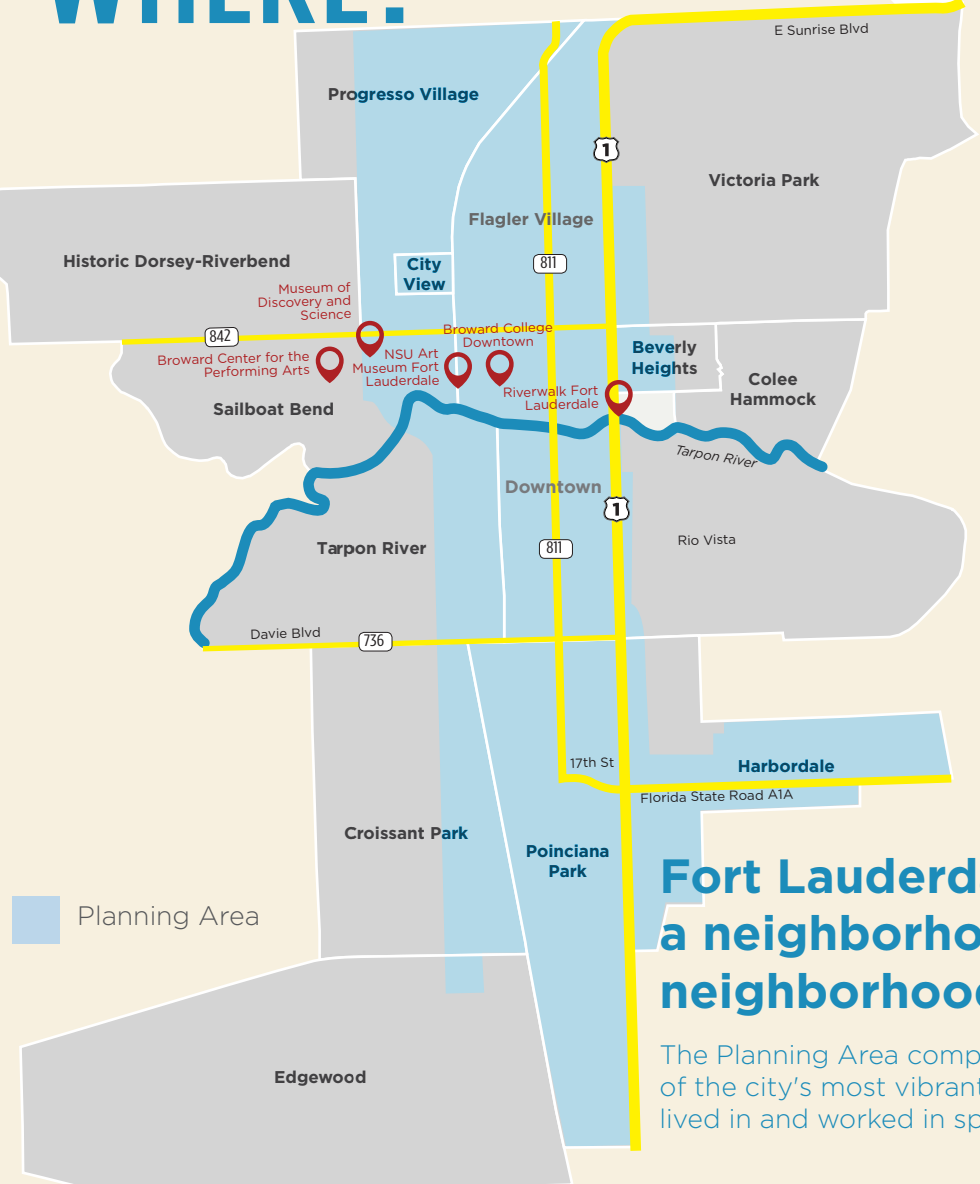 WHERE?
E Sunrise Blvd
Progresso Village
1
Victoria Park
Flagler Village
Historic Dorsey-Riverbend
City
View
811
Museum of
Discovery and
Science
842
Broward College
Downtown
Broward Center for the
Performing Arts
NSU Art
Museum Fort
Lauderdale
Beverly
Heights
Riverwalk Fort
Lauderdale
Colee
Hammock
Sailboat Bend
Tarpon River
Downtown
1
Tarpon River
811
Rio Vista
Davie Blvd
736
17th St
Harbordale
Florida State Road A1A
Croissant Park
Poinciana
Park
Planning Area
Fort Lauderd
a neighborho
neighborhood
The Planning Area comp
of the city's most vibrant
lived in and worked in sp
Edgewood